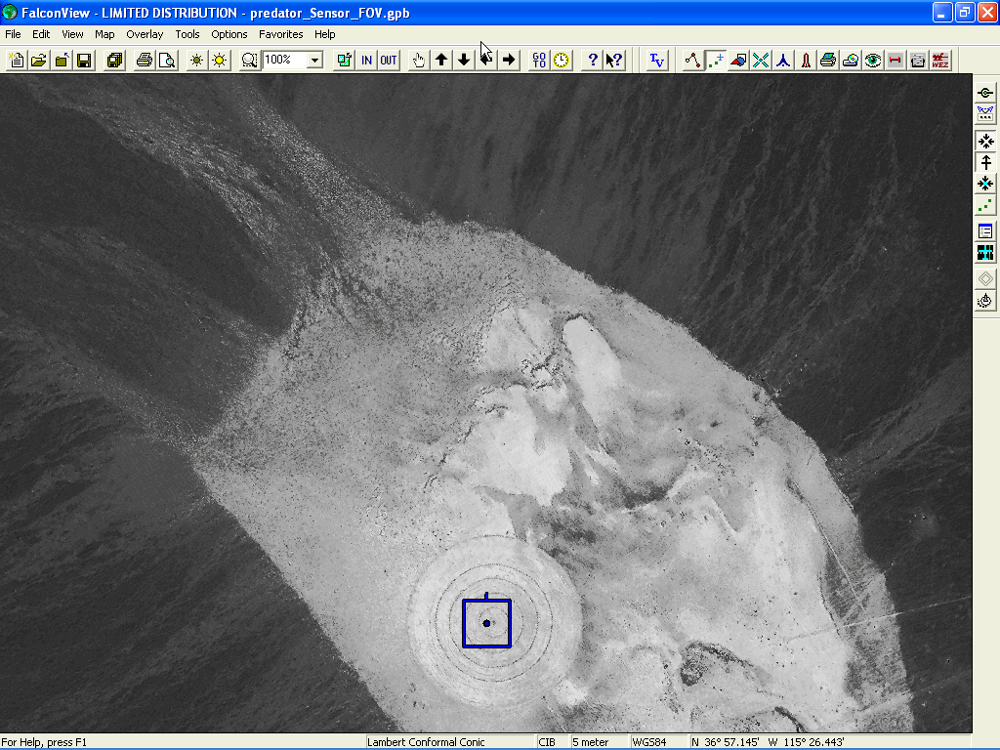 FalconView - LIMITED DISTRIBUTION - predator_Sensor_FOV.gpb
File Edit View Map Overlay Tools Options Favorites Help
100% IN OUT GO TO ? ? TV WEZ
For Help, press F1 Lambert Conformal Conic CIB 5 meter WGS84 N 36° 57.145' W 115° 26.443'